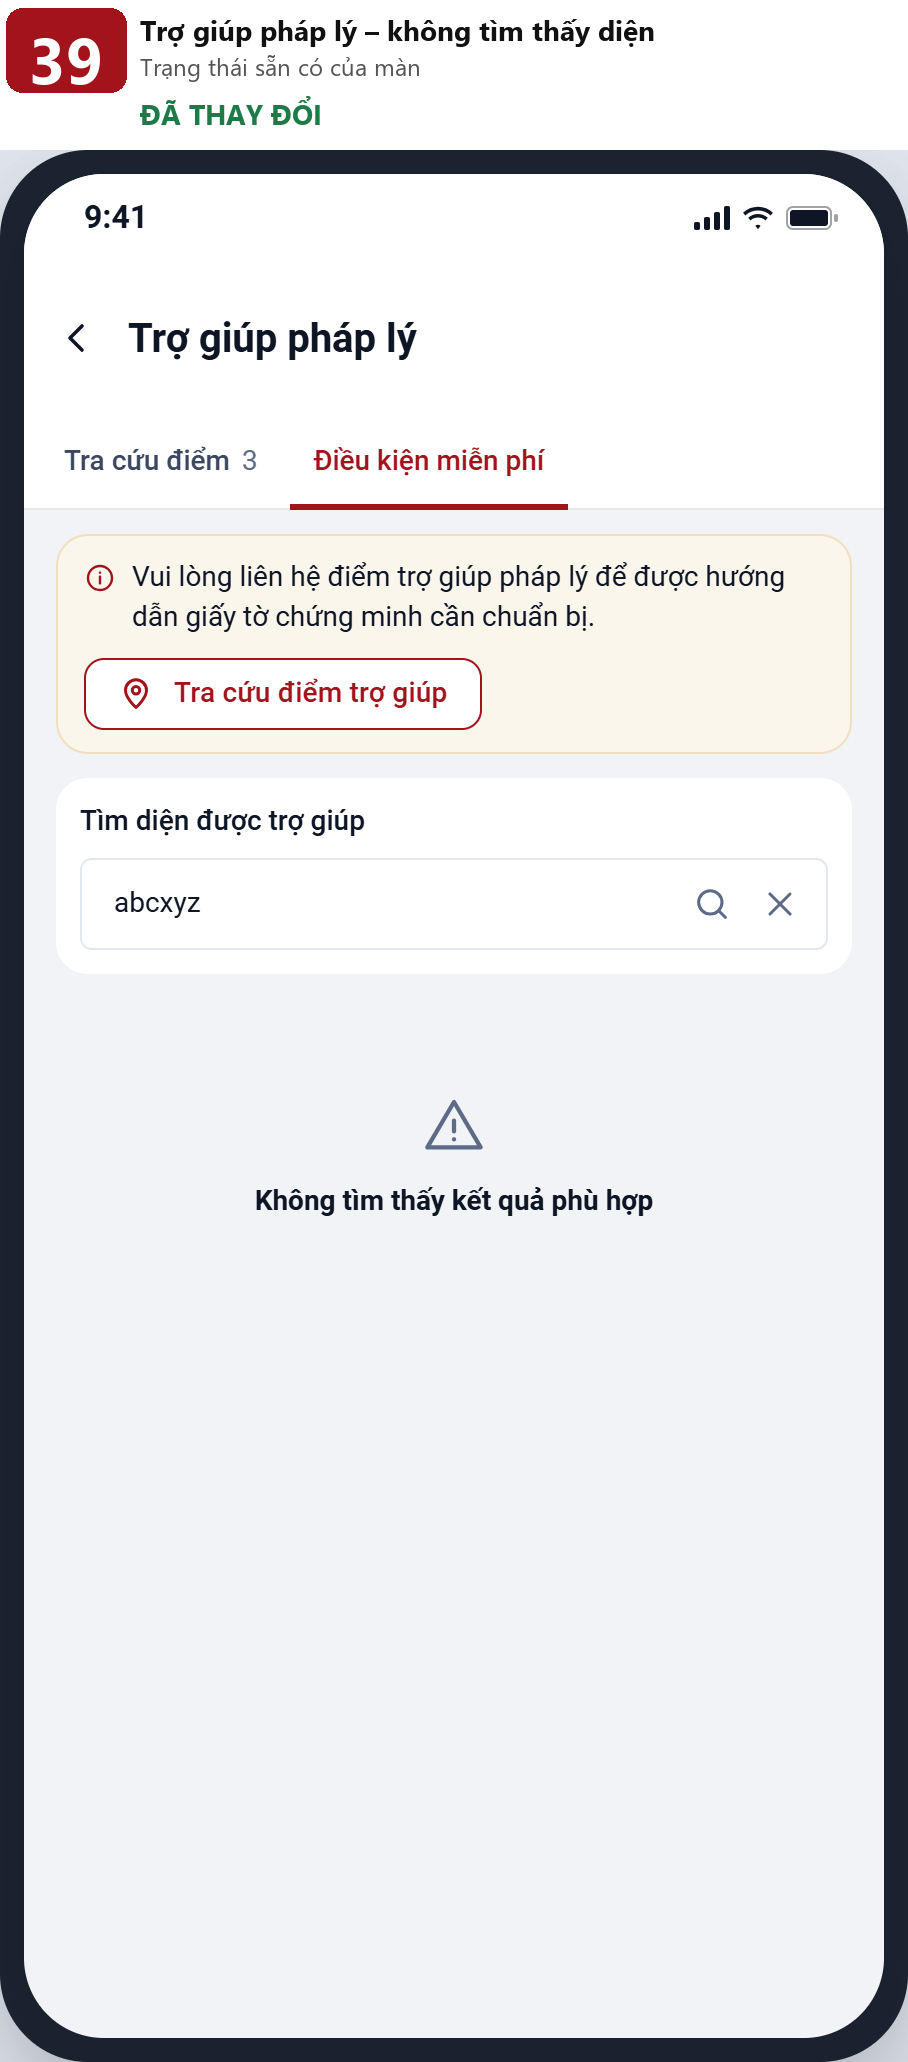 39
Trợ giúp pháp lý – không tìm thấy diện
Trạng thái sẵn có của màn
ĐÃ THAY ĐỔI
9:41
Trợ giúp pháp lý
Tra cứu điểm 3
Điều kiện miễn phí
Vui lòng liên hệ điểm trợ giúp pháp lý để được hướng
dẫn giấy tờ chứng minh cần chuẩn bị.
Tra cứu điểm trợ giúp
Tìm diện được trợ giúp
abcxyz
Không tìm thấy kết quả phù hợp